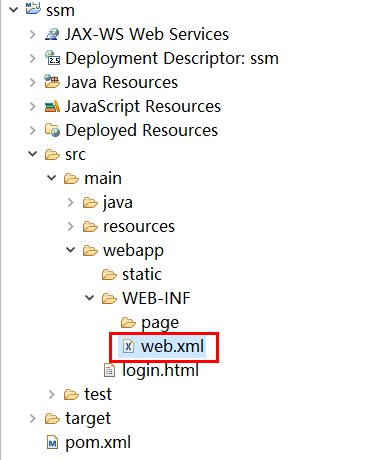 ssm
JAX-WS Web Services
Deployment Descriptor: ssm
Java Resources
JavaScript Resources
Deployed Resources
src
main
java
resources
webapp
static
WEB-INF
page
web.xml
login.html
test
target
pom.xml